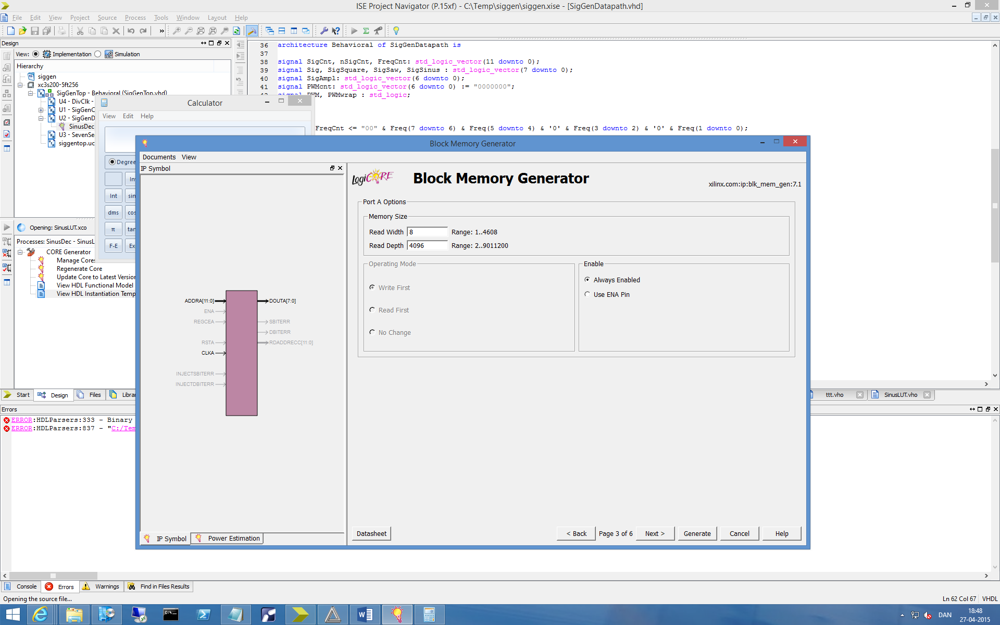 ISE Project Navigator (P.15xf) - C:\Temp\siggen\siggen.xise - [SigGenDatapath.vhd]
File Edit View Project Source Process Tools Window Layout Help
Design
View: Implementation Simulation
Hierarchy
siggen
xc3s200-5ft256
SigGenTop - Behavioral (SigGenTop.vhd)
U4 - DivClk -
U1 - SigGenC
U2 - SigGenD
SinusDec
U3 - SevenSe
siggentop.uc
36 architecture Behavioral of SigGenDatapath is
37
38 signal SigCnt, nSigCnt, FreqCnt: std_logic_vector(11 downto 0);
39 signal Sig, SigSquare, SigSaw, SigSinus : std_logic_vector(7 downto 0);
40 signal SigAmpl: std_logic_vector(6 downto 0);
41 signal PWMcnt: std_logic_vector(6 downto 0) := "0000000";
signal PWM, PWMwrap : std_logic;
FreqCnt <= "00" & Freq(7 downto 6) & Freq(5 downto 4) & '0' & Freq(3 downto 2) & '0' & Freq(1 downto 0);
Calculator
View Edit Help
Degree
In
Int sin
dms cos
π tan
F-E Ex
Opening: SinusLUT.xco
Processes: SinusDec - SinusL
CORE Generator
Manage Cores
Regenerate Core
Update Core to Latest Version
View HDL Functional Model
View HDL Instantiation Temp
Start Design Files Librar
Block Memory Generator
Documents View
IP Symbol
ADDRA[11:0] DOUTA[7:0]
ENA
REGCEA SBITERR
DBITERR
RSTA RDADDRECC[11:0]
CLKA
INJECTSBITERR
INJECTDBITERR
IP Symbol Power Estimation
LogiCORE Block Memory Generator
xilinx.com:ip:blk_mem_gen:7.1
Port A Options
Memory Size
Read Width 8 Range: 1..4608
Read Depth 4096 Range: 2..9011200
Operating Mode
Write First
Read First
No Change
Enable
Always Enabled
Use ENA Pin
Datasheet < Back Page 3 of 6 Next > Generate Cancel Help
ttt.vho SinusLUT.vho
Errors
ERROR:HDLParsers:333 - Binary
ERROR:HDLParsers:837 - "C:/Tem
Console Errors Warnings Find in Files Results
Opening the source file...
Ln 62 Col 67 VHDL
DAN
18:48
27-04-2015